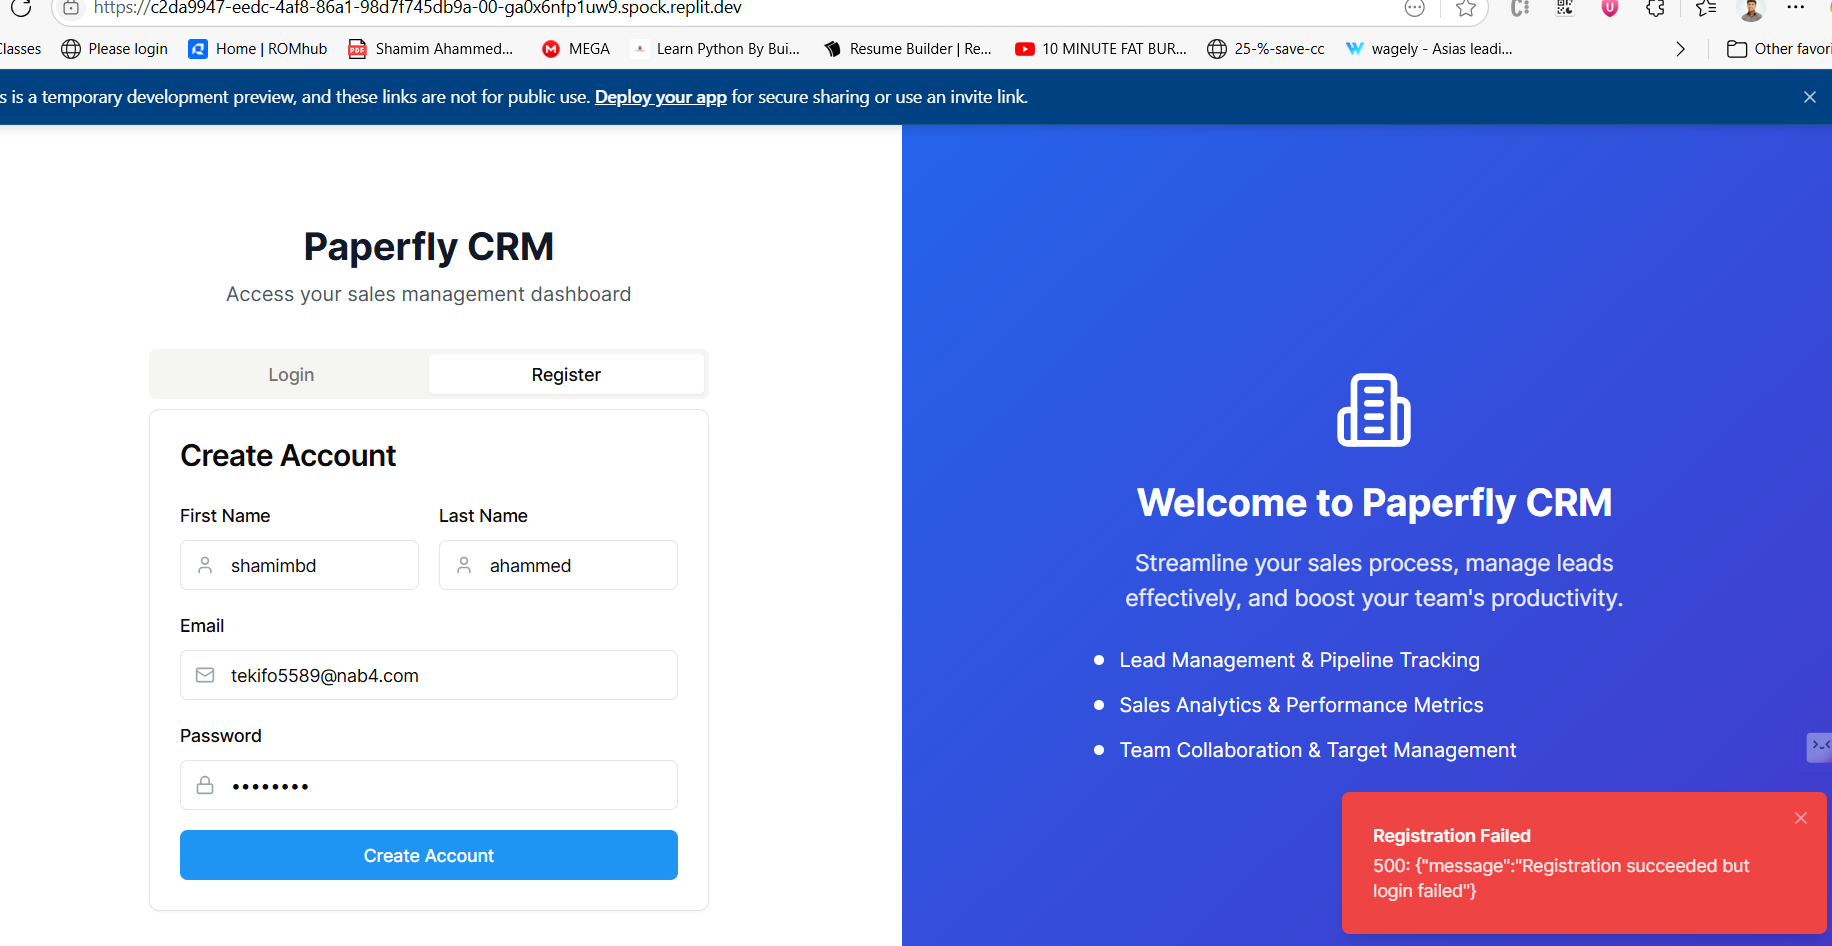 https://c2da9947-eedc-4af8-86a1-98d7f745db9a-00-ga0x6nfp1uw9.spock.replit.dev
Please login Home | ROMhub Shamim Ahammed... MEGA Learn Python By Bui... Resume Builder | Re... 10 MINUTE FAT BUR... 25-%-save-cc wagely - Asias leadi... Other favori
s is a temporary development preview, and these links are not for public use. Deploy your app for secure sharing or use an invite link.
Paperfly CRM
Access your sales management dashboard
Login Register
Create Account
First Name Last Name
shamimbd ahammed
Email
tekifo5589@nab4.com
Password
Create Account
Welcome to Paperfly CRM
Streamline your sales process, manage leads
effectively, and boost your team's productivity.
Lead Management & Pipeline Tracking
Sales Analytics & Performance Metrics
Team Collaboration & Target Management
Registration Failed
500: {"message":"Registration succeeded but
login failed"}